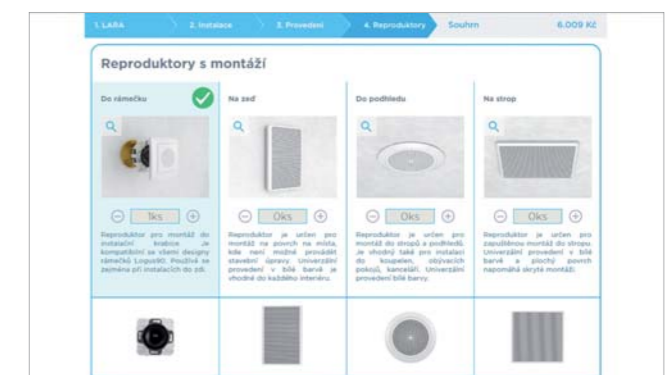 1. LARA
2. Instalace
3. Provedení
4. Reproduktory
Souhrn
6.009 Kč
Reproduktory s montáží
Do rámečku
Na zeď
Do podhledu
Na strop
1ks
0ks
0ks
0ks
Reproduktor pro montáž do
instalační krabice. Je
kompatibilní se všemi designy
rámečků Logus90. Používá se
zejména při instalacích do zdi.
Reproduktor je určen pro
montáž na povrch na místa,
kde není možné provádět
stavební úpravy. Univerzální
provedení v bílé barvě je
vhodné do každého interiéru.
Reproduktor je určen pro
montáž do stropů a podhledů.
Je vhodný také pro instalaci
do koupelen, obývacích
pokojů, kanceláří. Univerzální
provedení bílé barvy.
Reproduktor je určen pro
zapuštěnou montáž do stropu.
Univerzální provedení v bílé
barvě a plochý povrch
napomáhá skryté montáži.